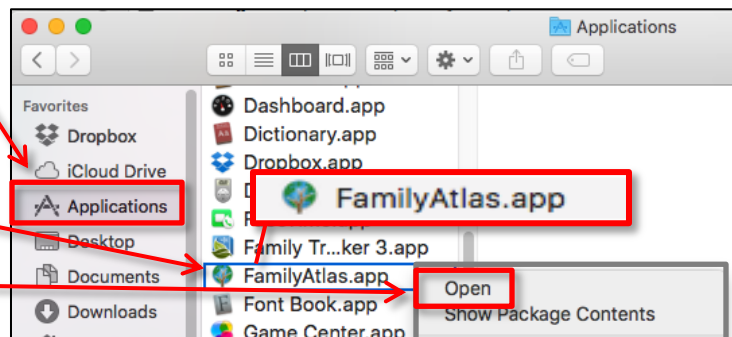 Applications
Favorites
Dropbox
iCloud Drive
Applications
Desktop
Documents
Downloads
Dashboard.app
Dictionary.app
Dropbox.app
FamilyAtlas.app
Family Tr...ker 3.app
FamilyAtlas.app
Font Book.app
Game Center.app
Open
Show Package Contents